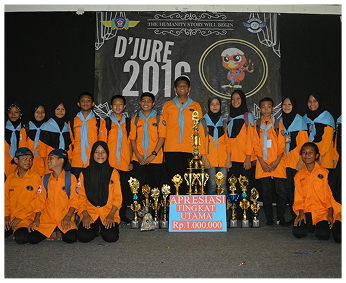 THE HUMANITY STORY WILL BEGIN
D'JURE
2016
APRESIASI
TINGKAT
UTAMA
Rp.1.000.000